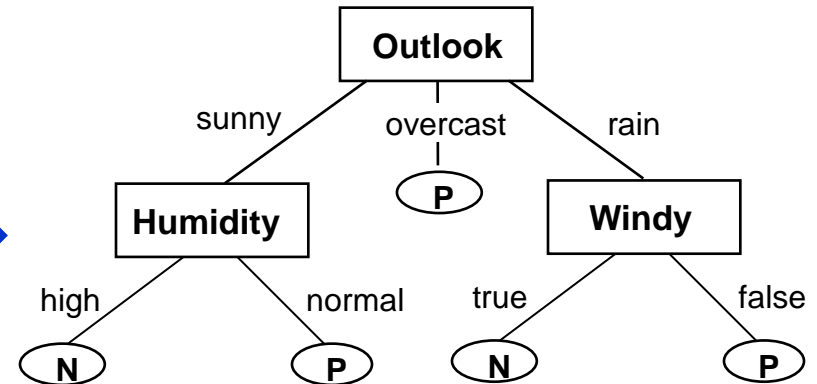 Outlook
sunny overcast rain
P
Humidity Windy
high normal true false
N P N P